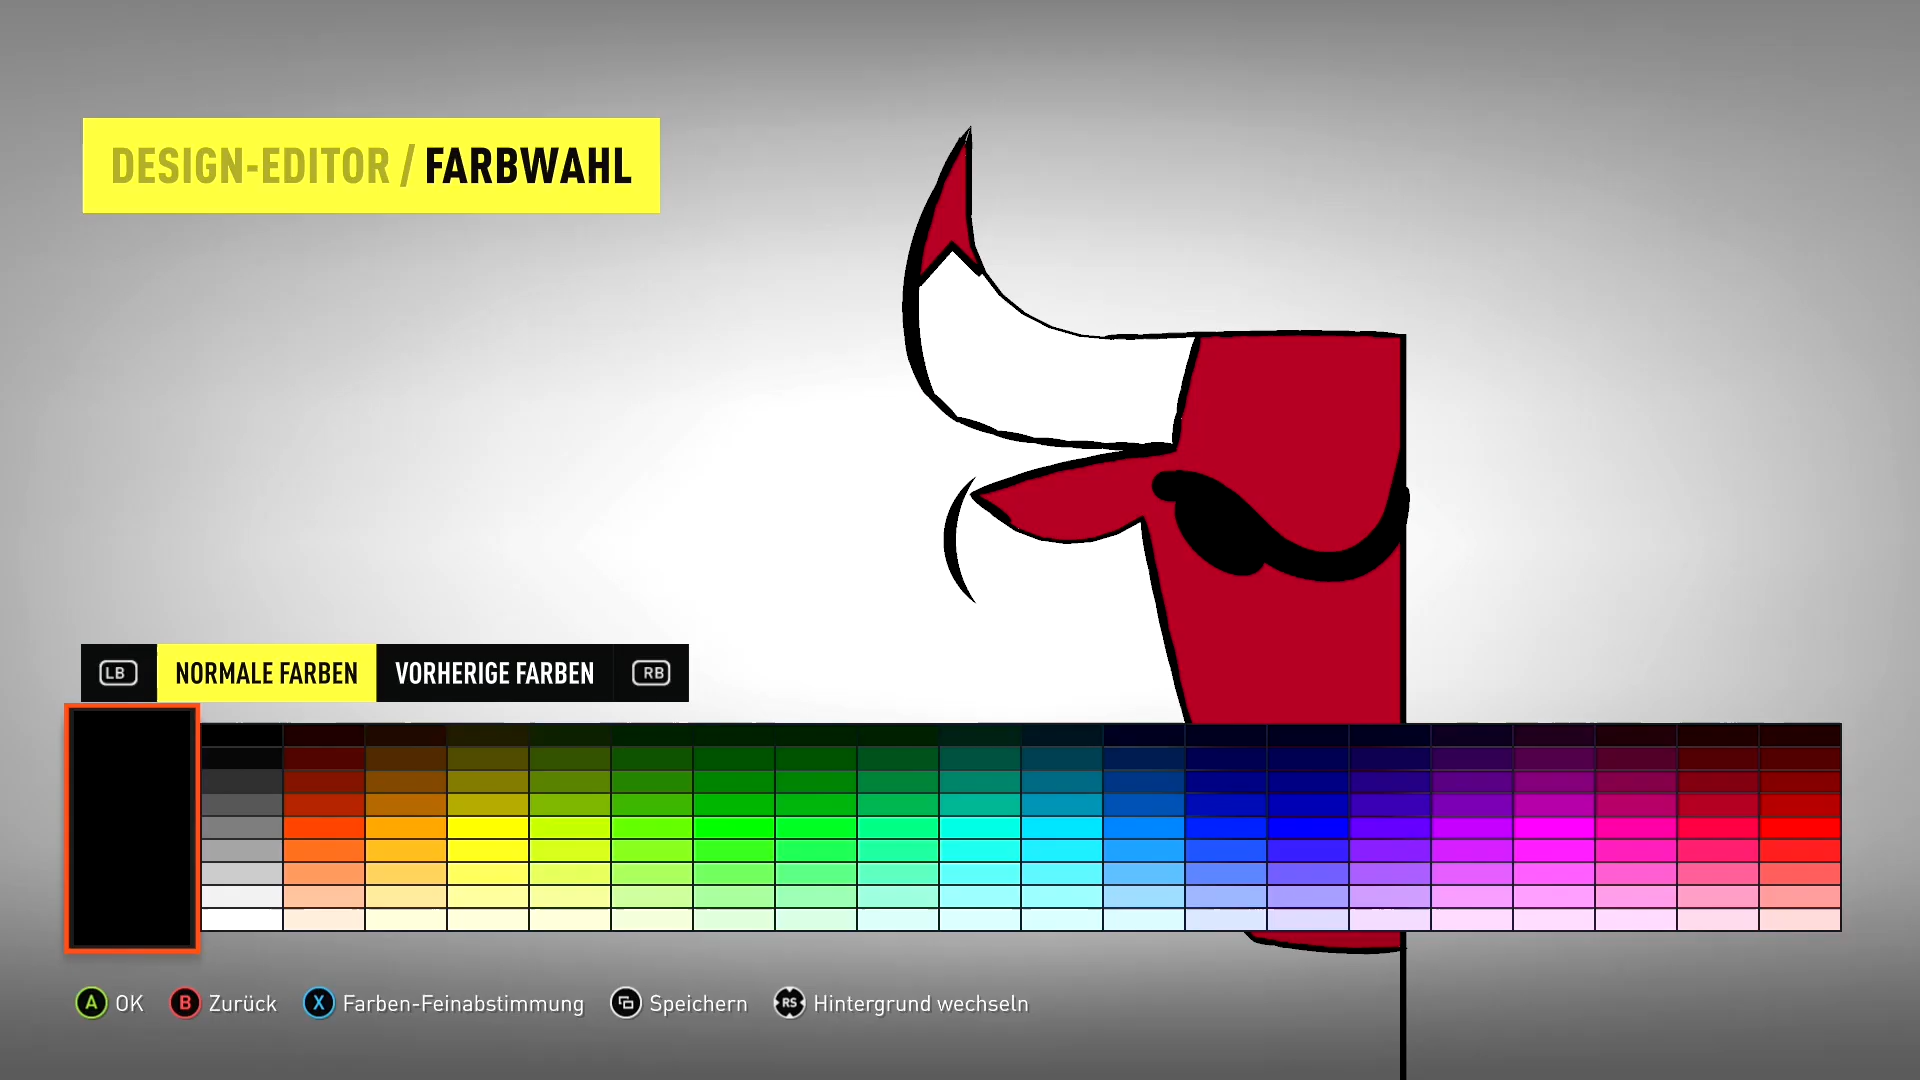 DESIGN-EDITOR / FARBWAHL
LB NORMALE FARBEN VORHERIGE FARBEN RB
A OK B Zurück X Farben-Feinabstimmung Speichern RS Hintergrund wechseln